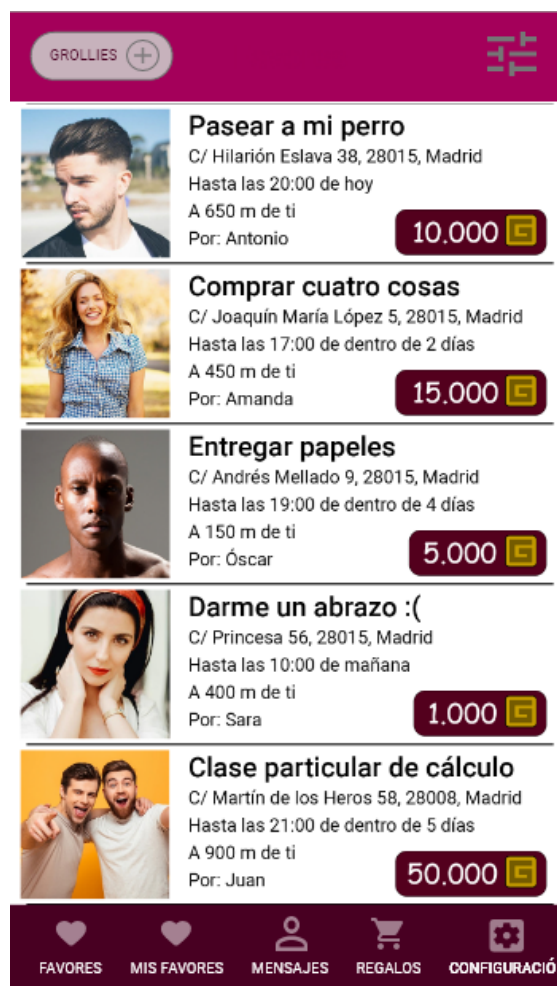 GROLLIES
Pasear a mi perro
C/ Hilarión Eslava 38, 28015, Madrid
Hasta las 20:00 de hoy
A 650 m de ti
Por: Antonio
10.000 G
Comprar cuatro cosas
C/ Joaquín María López 5, 28015, Madrid
Hasta las 17:00 de dentro de 2 días
A 450 m de ti
Por: Amanda
15.000 G
Entregar papeles
C/ Andrés Mellado 9, 28015, Madrid
Hasta las 19:00 de dentro de 4 días
A 150 m de ti
Por: Óscar
5.000 G
Darme un abrazo :(
C/ Princesa 56, 28015, Madrid
Hasta las 10:00 de mañana
A 400 m de ti
Por: Sara
1.000 G
Clase particular de cálculo
C/ Martín de los Heros 58, 28008, Madrid
Hasta las 21:00 de dentro de 5 días
A 900 m de ti
Por: Juan
50.000 G
FAVORES MIS FAVORES MENSAJES REGALOS CONFIGURACIÓ